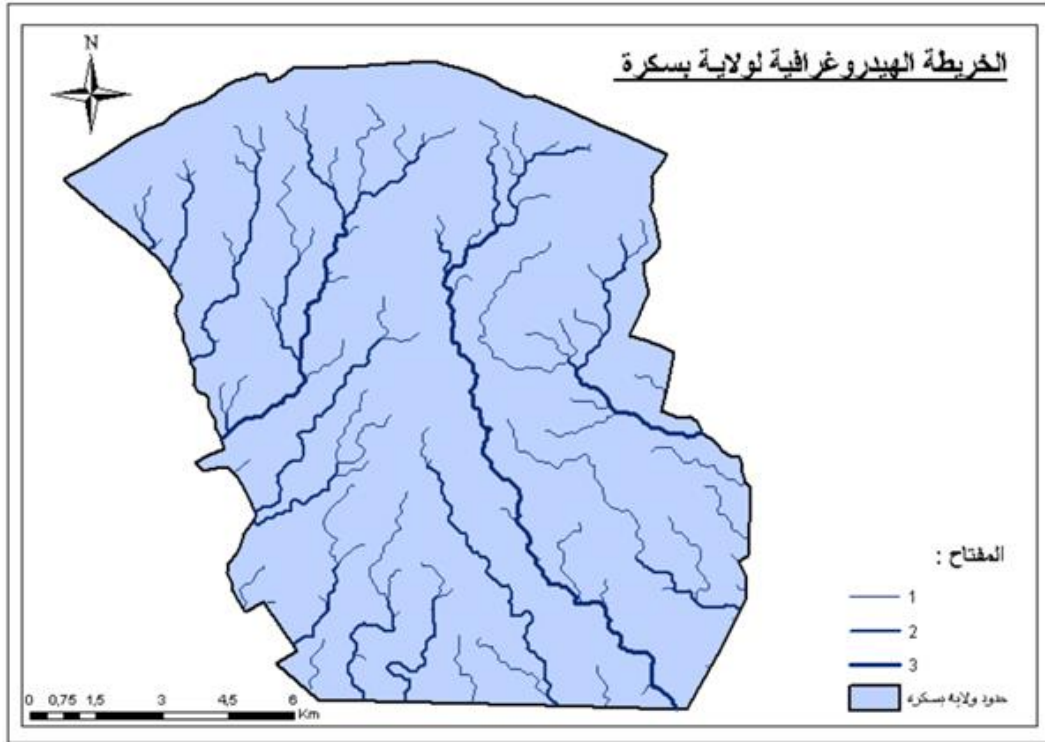 الخريطة الهيدروغرافية لولاية بسكرة
N
المفتاح :
1
2
3
حدود ولاية بسكرة
0 0,75 1,5 3 4,5 6
Km